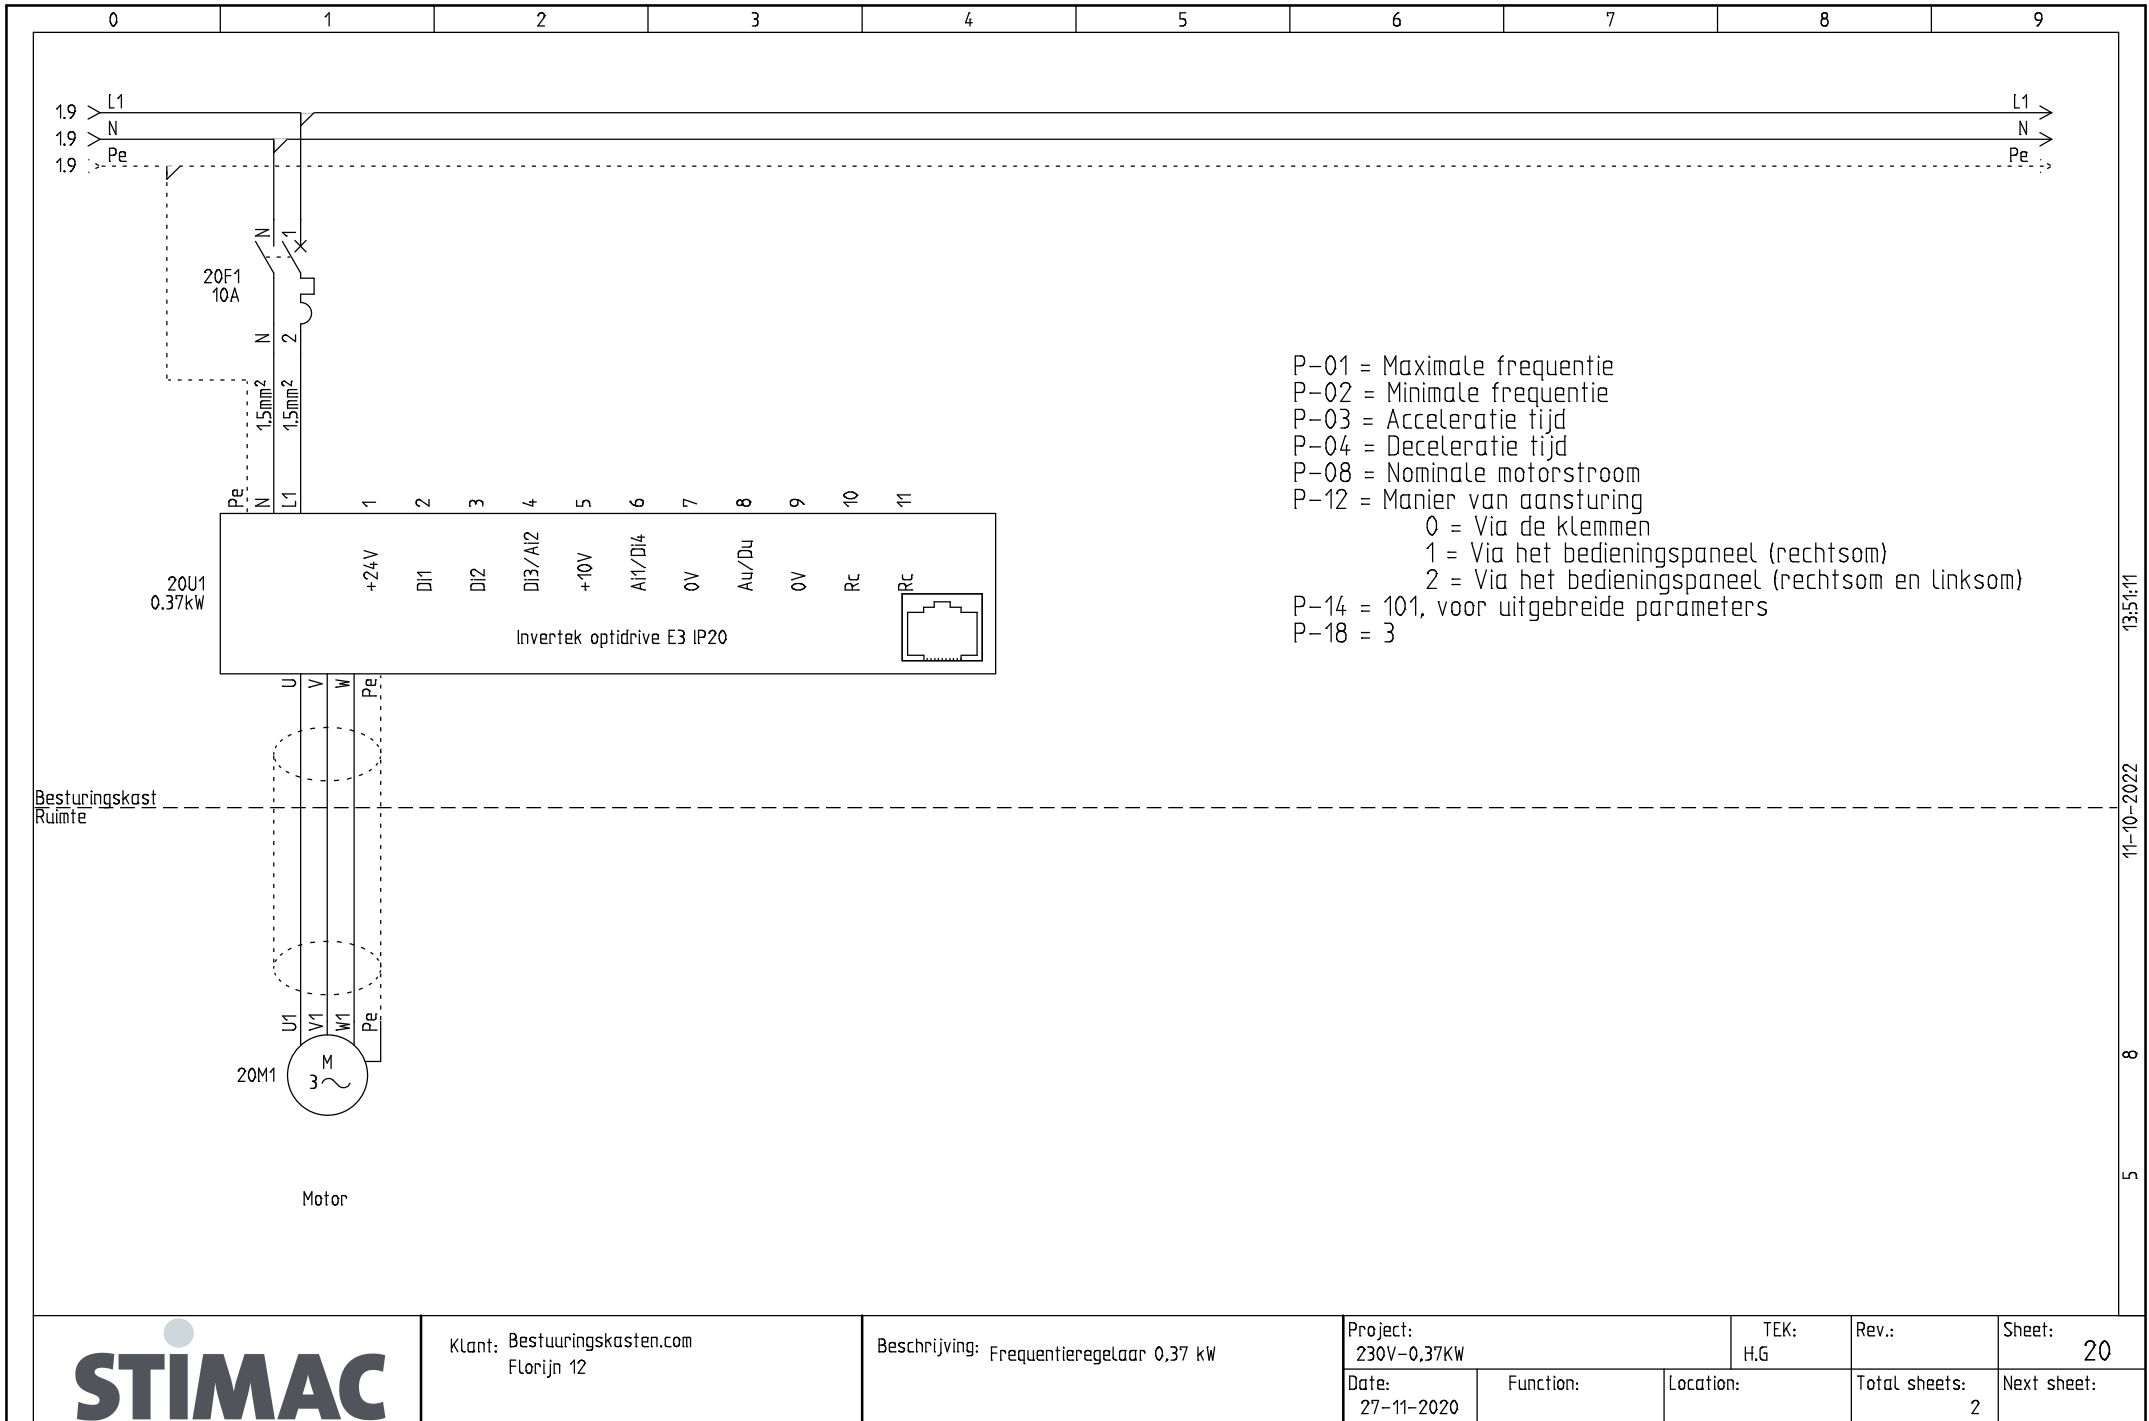 0 1 2 3 4 5 6 7 8 9
1.9 L1 L1
1.9 N N
1.9 Pe Pe
N 1
20F1
10A
N 2
1,5mm² 1,5mm²
P-01 = Maximale frequentie
P-02 = Minimale frequentie
P-03 = Acceleratie tijd
P-04 = Deceleratie tijd
P-08 = Nominale motorstroom
P-12 = Manier van aansturing
0 = Via de klemmen
1 = Via het bedieningspaneel (rechtsom)
2 = Via het bedieningspaneel (rechtsom en linksom)
P-14 = 101, voor uitgebreide parameters
P-18 = 3
Pe N L1 1 2 3 4 5 6 7 8 9 10 11
+24V Di1 Di2 Di3/Ai2 +10V Ai1/Di4 0V Au/Du 0V Rc Rc
20U1
0.37kW
Invertek optidrive E3 IP20
U V W Pe
Besturingskast
Ruimte
U1 V1 W1 Pe
20M1
M
3
Motor
13:51:11
11-10-2022
8
5
STIMAC
Klant: Bestuuringskasten.com
Florijn 12
Beschrijving: Frequentieregelaar 0,37 kW
Project:
230V-0,37KW
TEK:
H.G
Rev.:
Sheet:
20
Date:
27-11-2020
Function:
Location:
Total sheets:
2
Next sheet: